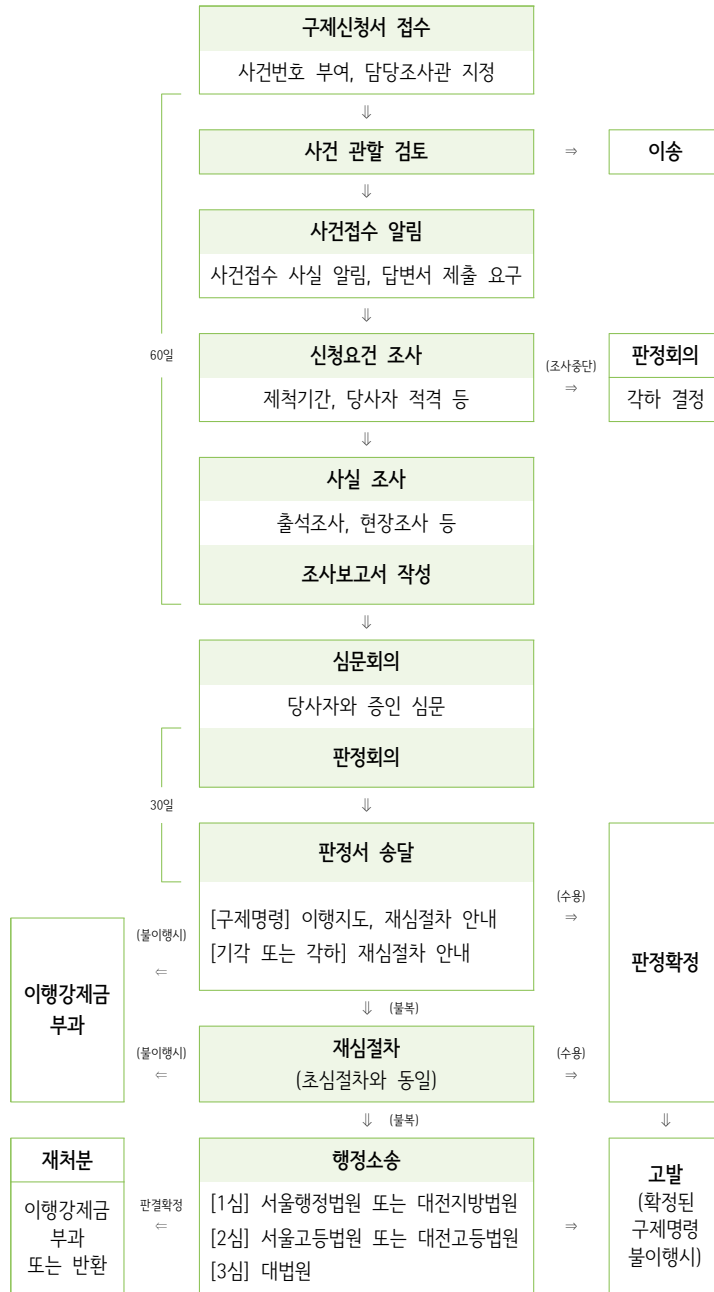 구제신청서 접수
사건번호 부여, 담당조사관 지정
⇓
사건 관할 검토
⇒
이송
⇓
사건접수 알림
사건접수 사실 알림, 답변서 제출 요구
⇓
60일
신청요건 조사
제척기간, 당사자 적격 등
(조사중단)
⇒
판정회의
각하 결정
⇓
사실 조사
출석조사, 현장조사 등
조사보고서 작성
⇓
심문회의
당사자와 증인 심문
판정회의
30일
⇓
판정서 송달
[구제명령] 이행지도, 재심절차 안내
[기각 또는 각하] 재심절차 안내
(수용)
⇒
판정확정
(불이행시)
⇐
이행강제금
부과
⇓ (불복)
(불이행시)
⇐
재심절차
(초심절차와 동일)
(수용)
⇒
⇓ (불복)
⇓
재처분
이행강제금
부과
또는 반환
판결확정
⇐
행정소송
[1심] 서울행정법원 또는 대전지방법원
[2심] 서울고등법원 또는 대전고등법원
[3심] 대법원
⇒
고발
(확정된
구제명령
불이행시)